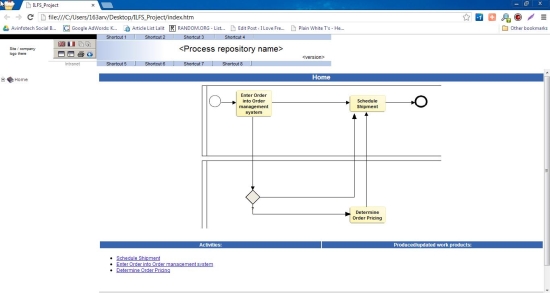 ILFS_Project
file:///C:/Users/163arv/Desktop/ILFS_Project/index.htm
Google AdWords: K...
Article List Lalit
RANDOM.ORG - List...
Edit Post ‹ I Love Fre...
Plain White T's - He...
Other bookmarks
Site / company
logo there
intranet
Shortcut 1 Shortcut 2 Shortcut 3 Shortcut 4
<Process repository name>
<version>
Shortcut 5 Shortcut 6 Shortcut 7 Shortcut 8
Home
Home
Enter Order
into Order
management
system
Schedule
Shipment
Determine
Order Pricing
Activities:
Produced/updated work products:
Schedule Shipment
Enter Order into Order management system
Determine Order Pricing